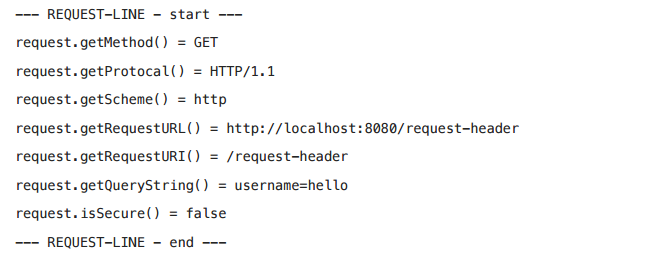 --- REQUEST-LINE - start ---
request.getMethod() = GET
request.getProtocal() = HTTP/1.1
request.getScheme() = http
request.getRequestURL() = http://localhost:8080/request-header
request.getRequestURI() = /request-header
request.getQueryString() = username=hello
request.isSecure() = false
--- REQUEST-LINE - end ---